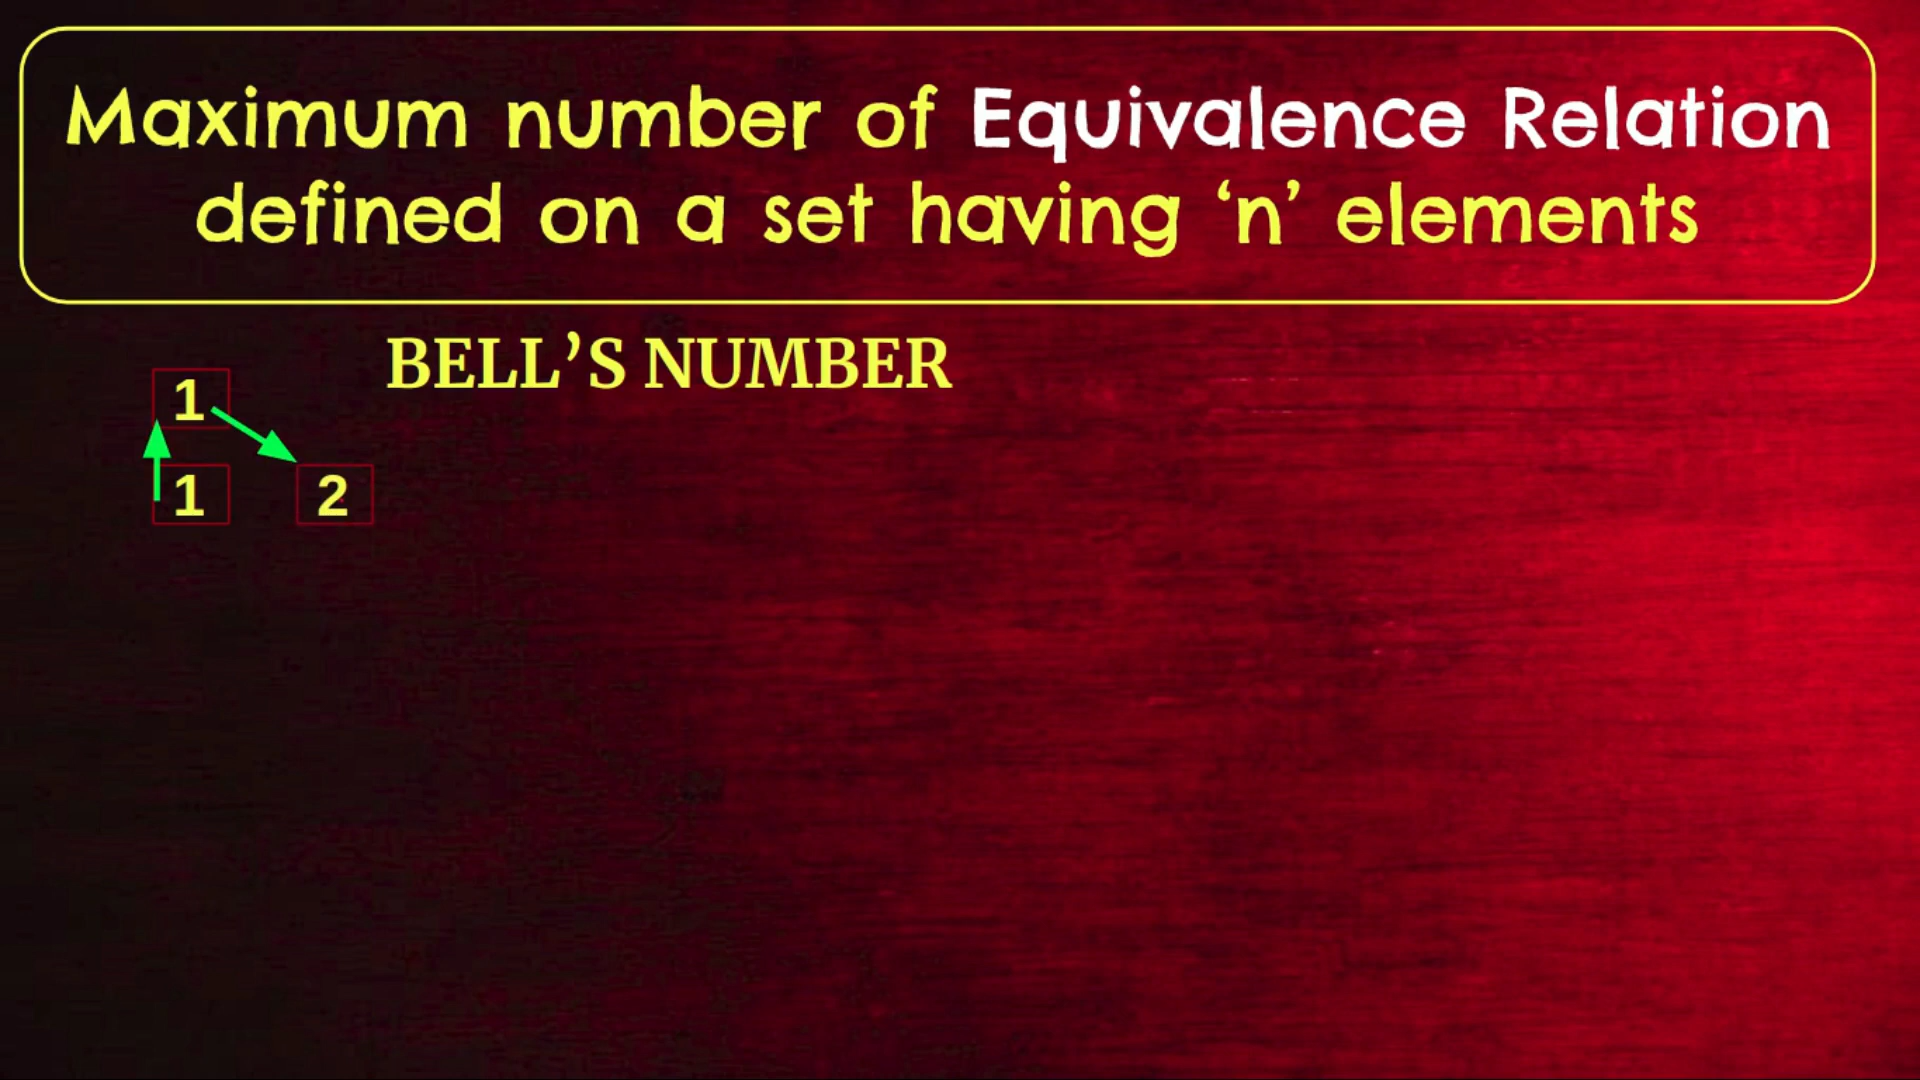 Maximum number of Equivalence Relation
defined on a set having ‘n’ elements
BELL’S NUMBER
1
1 2